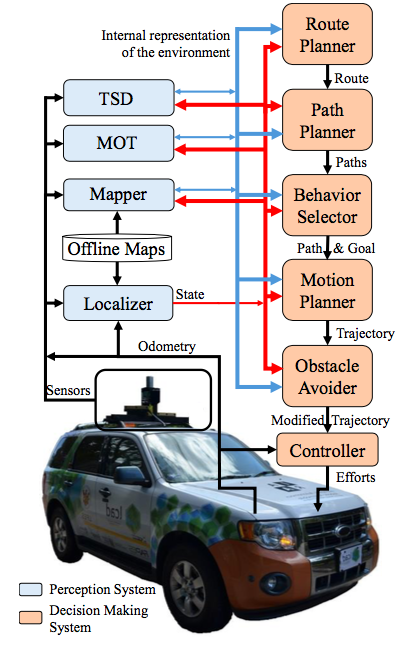 Internal representation
of the environment
Route
Planner
Route
TSD
Path
Planner
MOT
Paths
Mapper
Behavior
Selector
Offline Maps
Path & Goal
Localizer
State
Motion
Planner
Trajectory
Odometry
Obstacle
Avoider
Sensors
Modified Trajectory
Controller
Efforts
lcad
Perception System
Decision Making
System